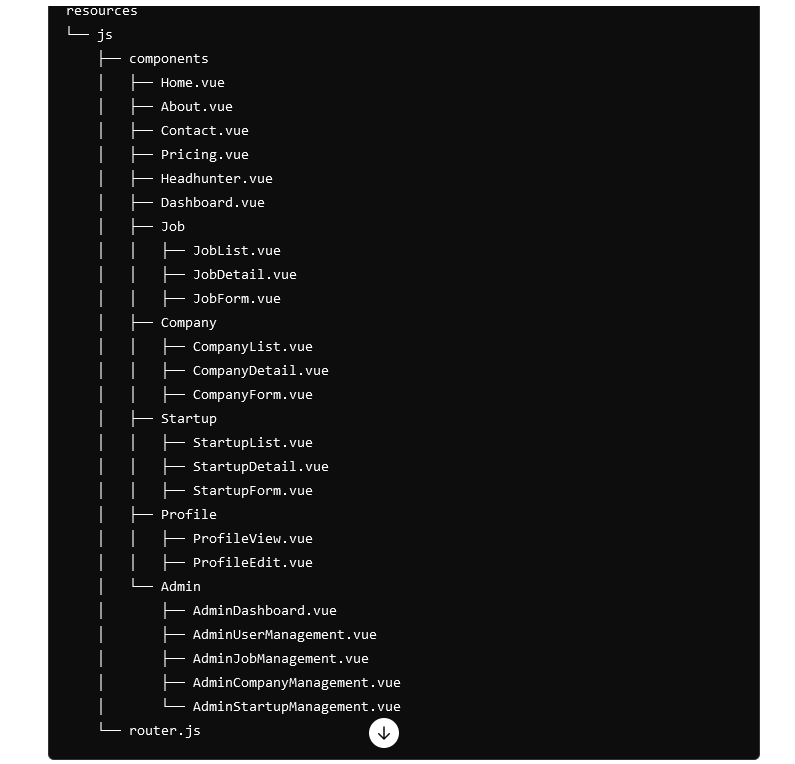 resources
└── js
    ├── components
    │   ├── Home.vue
    │   ├── About.vue
    │   ├── Contact.vue
    │   ├── Pricing.vue
    │   ├── Headhunter.vue
    │   ├── Dashboard.vue
    │   ├── Job
    │   │   ├── JobList.vue
    │   │   ├── JobDetail.vue
    │   │   ├── JobForm.vue
    │   ├── Company
    │   │   ├── CompanyList.vue
    │   │   ├── CompanyDetail.vue
    │   │   ├── CompanyForm.vue
    │   ├── Startup
    │   │   ├── StartupList.vue
    │   │   ├── StartupDetail.vue
    │   │   ├── StartupForm.vue
    │   ├── Profile
    │   │   ├── ProfileView.vue
    │   │   ├── ProfileEdit.vue
    │   └── Admin
    │       ├── AdminDashboard.vue
    │       ├── AdminUserManagement.vue
    │       ├── AdminJobManagement.vue
    │       ├── AdminCompanyManagement.vue
    │       └── AdminStartupManagement.vue
    └── router.js